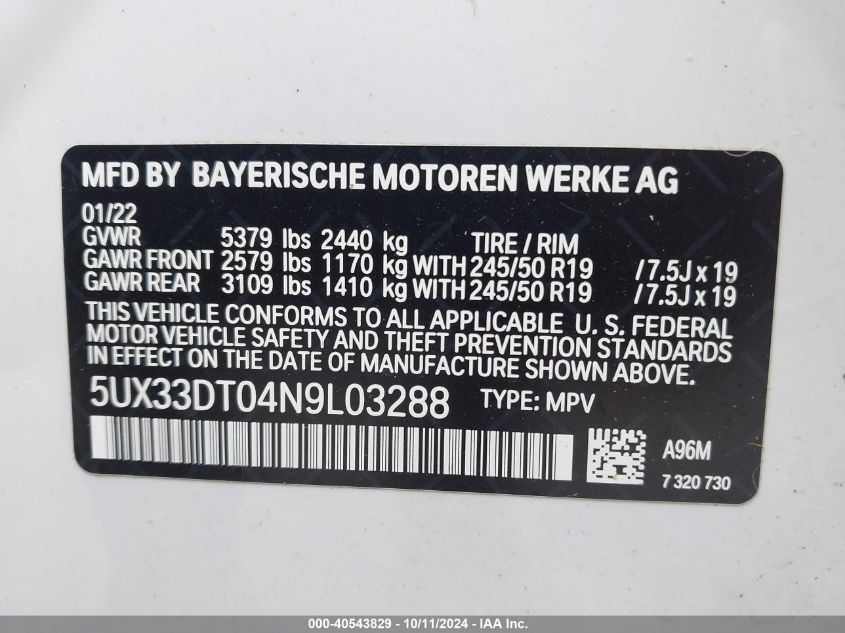 MFD BY BAYERISCHE MOTOREN WERKE AG
01/22
GVWR 5379 lbs 2440 kg TIRE / RIM
GAWR FRONT 2579 lbs 1170 kg WITH 245/50 R19 /7.5J x 19
GAWR REAR 3109 lbs 1410 kg WITH 245/50 R19 /7.5J x 19
THIS VEHICLE CONFORMS TO ALL APPLICABLE U. S. FEDERAL
MOTOR VEHICLE SAFETY AND THEFT PREVENTION STANDARDS
IN EFFECT ON THE DATE OF MANUFACTURE SHOWN ABOVE.
5UX33DT04N9L03288 TYPE: MPV
A96M
7 320 730
000-40543829 - 10/11/2024 - IAA Inc.